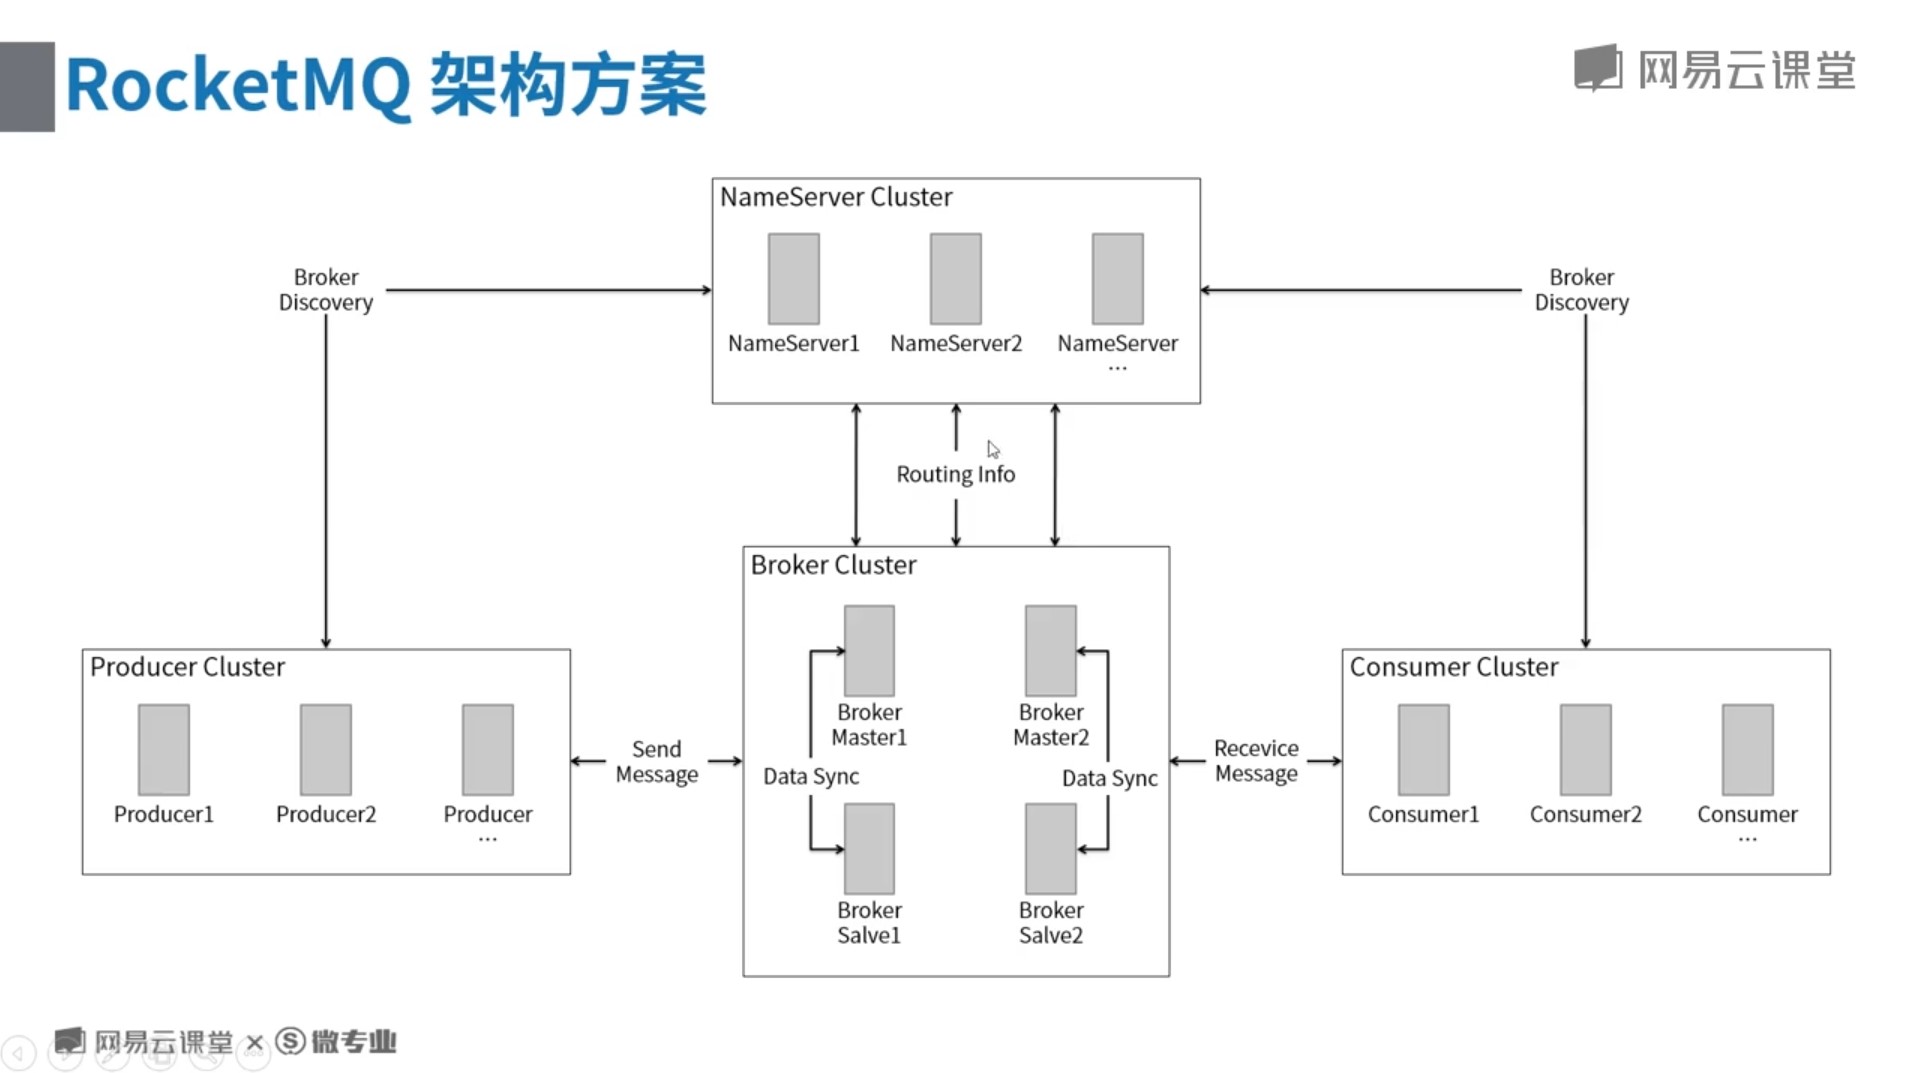 RocketMQ 架构方案
网易云课堂
NameServer Cluster
NameServer1
NameServer2
NameServer
...
Broker
Discovery
Broker
Discovery
Routing Info
Broker Cluster
Broker
Master1
Broker
Master2
Data Sync
Data Sync
Broker
Salve1
Broker
Salve2
Producer Cluster
Producer1
Producer2
Producer
...
Send
Message
Recevice
Message
Consumer Cluster
Consumer1
Consumer2
Consumer
...
网易云课堂 × S 微专业